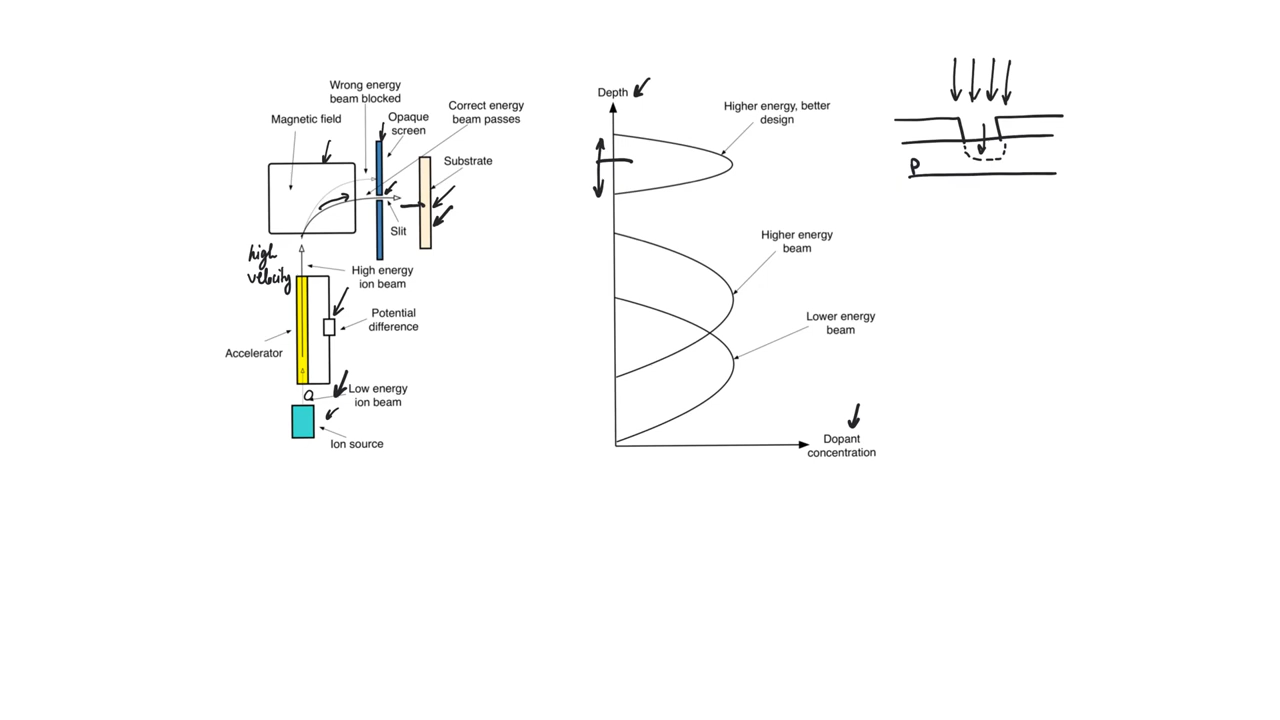 Wrong energy
beam blocked
Magnetic field
Opaque
screen
Correct energy
beam passes
Substrate
Slit
high
velocity
High energy
ion beam
Potential
difference
Accelerator
Low energy
ion beam
Ion source
Depth
Higher energy, better
design
Higher energy
beam
Lower energy
beam
Dopant
concentration
P